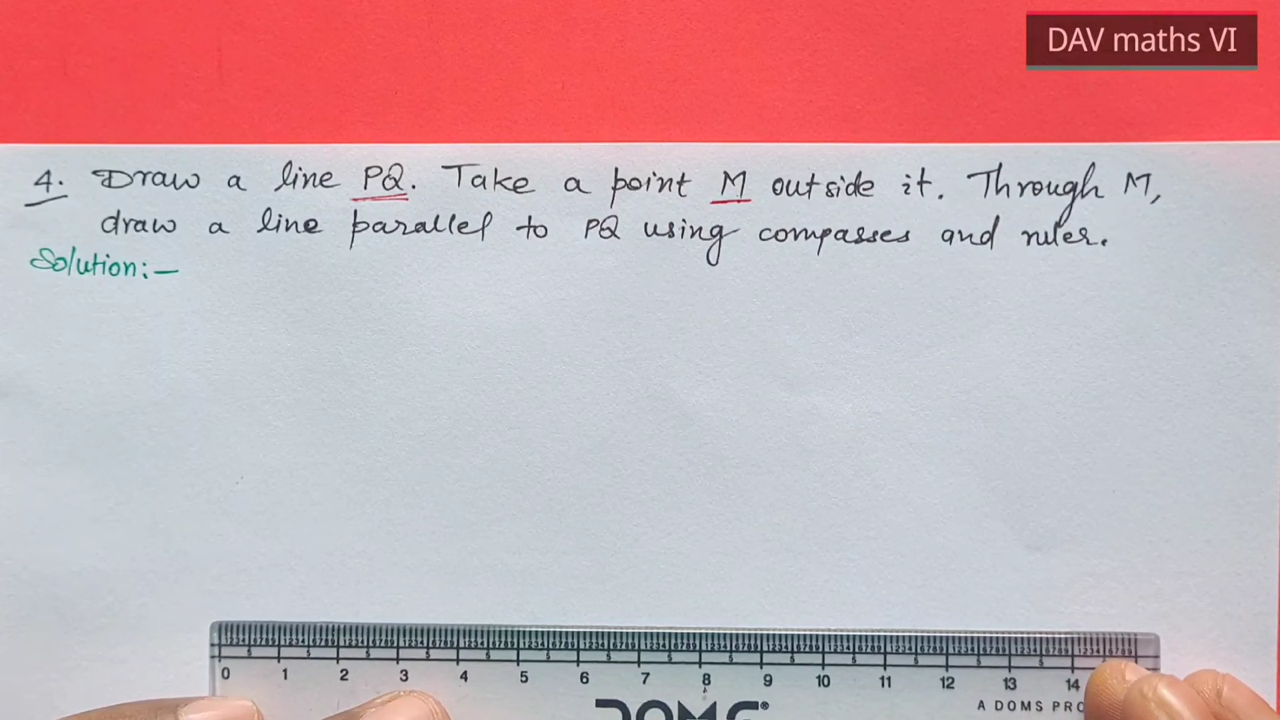 DAV maths VI
4. Draw a line PQ. Take a point M outside it. Through M,
draw a line parallel to PQ using compasses and ruler.
Solution:-
0 1 2 3 4 5 6 7 8 9 10 11 12 13 14
DOMS®
A DOMS PRO